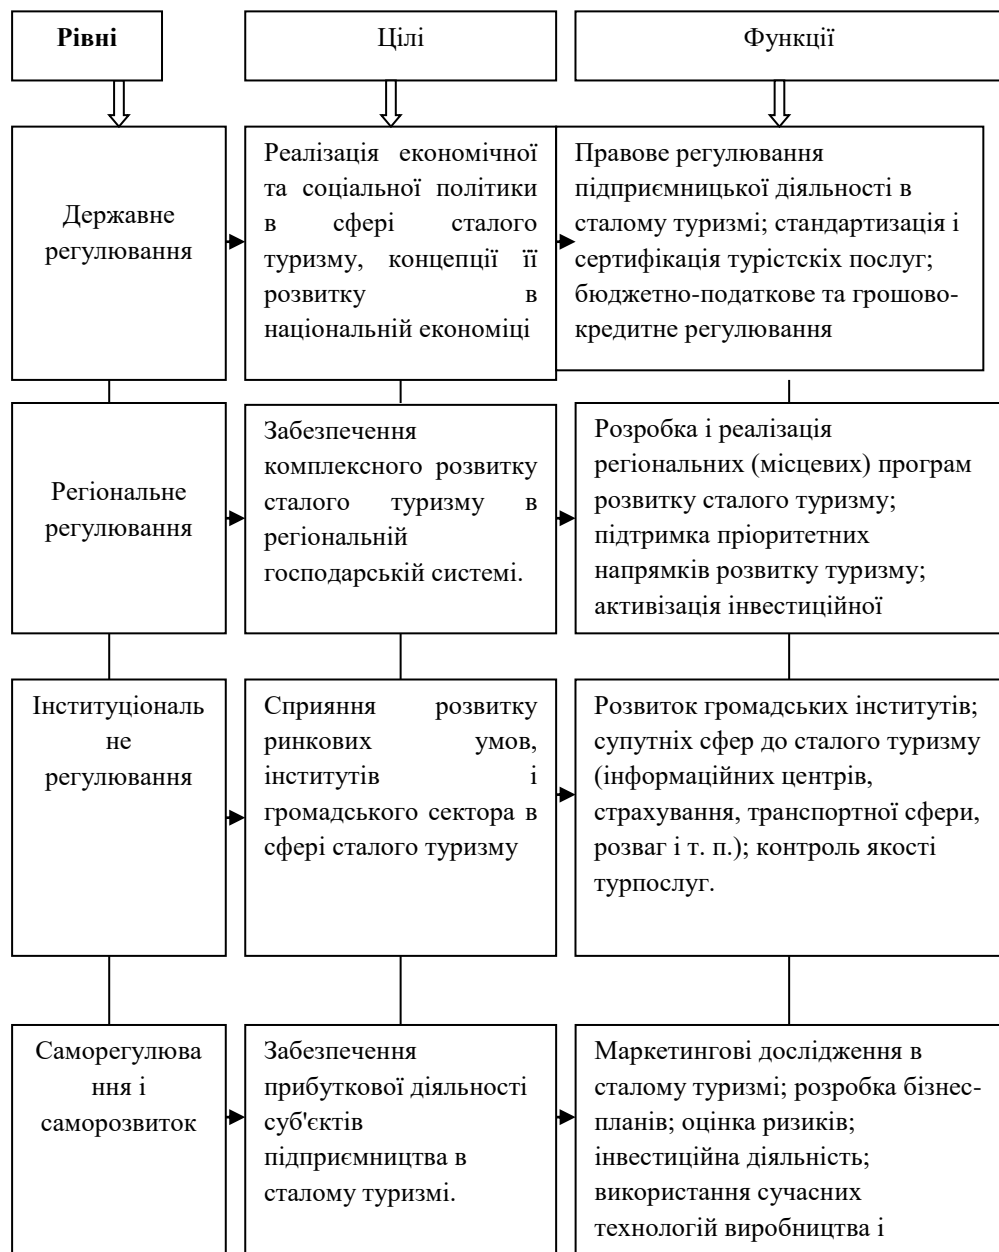 Рівні
Цілі
Функції
Державне
регулювання
Реалізація економічної
та соціальної політики
в сфері сталого
туризму, концепції її
розвитку в
національній економіці
Правове регулювання
підприємницької діяльності в
сталому туризмі; стандартизація і
сертифікація турістскіх послуг;
бюджетно-податкове та грошово-
кредитне регулювання
Регіональне
регулювання
Забезпечення
комплексного розвитку
сталого туризму в
регіональній
господарській системі.
Розробка і реалізація
регіональних (місцевих) програм
розвитку сталого туризму;
підтримка пріоритетних
напрямків розвитку туризму;
активізація інвестиційної
Інституціональ
не
регулювання
Сприяння розвитку
ринкових умов,
інститутів і
громадського сектора в
сфері сталого туризму
Розвиток громадських інститутів;
супутніх сфер до сталого туризму
(інформаційних центрів,
страхування, транспортної сфери,
розваг і т. п.); контроль якості
турпослуг.
Саморегулюва
ння і
саморозвиток
Забезпечення
прибуткової діяльності
суб'єктів
підприємництва в
сталому туризмі.
Маркетингові дослідження в
сталому туризмі; розробка бізнес-
планів; оцінка ризиків;
інвестиційна діяльність;
використання сучасних
технологій виробництва і